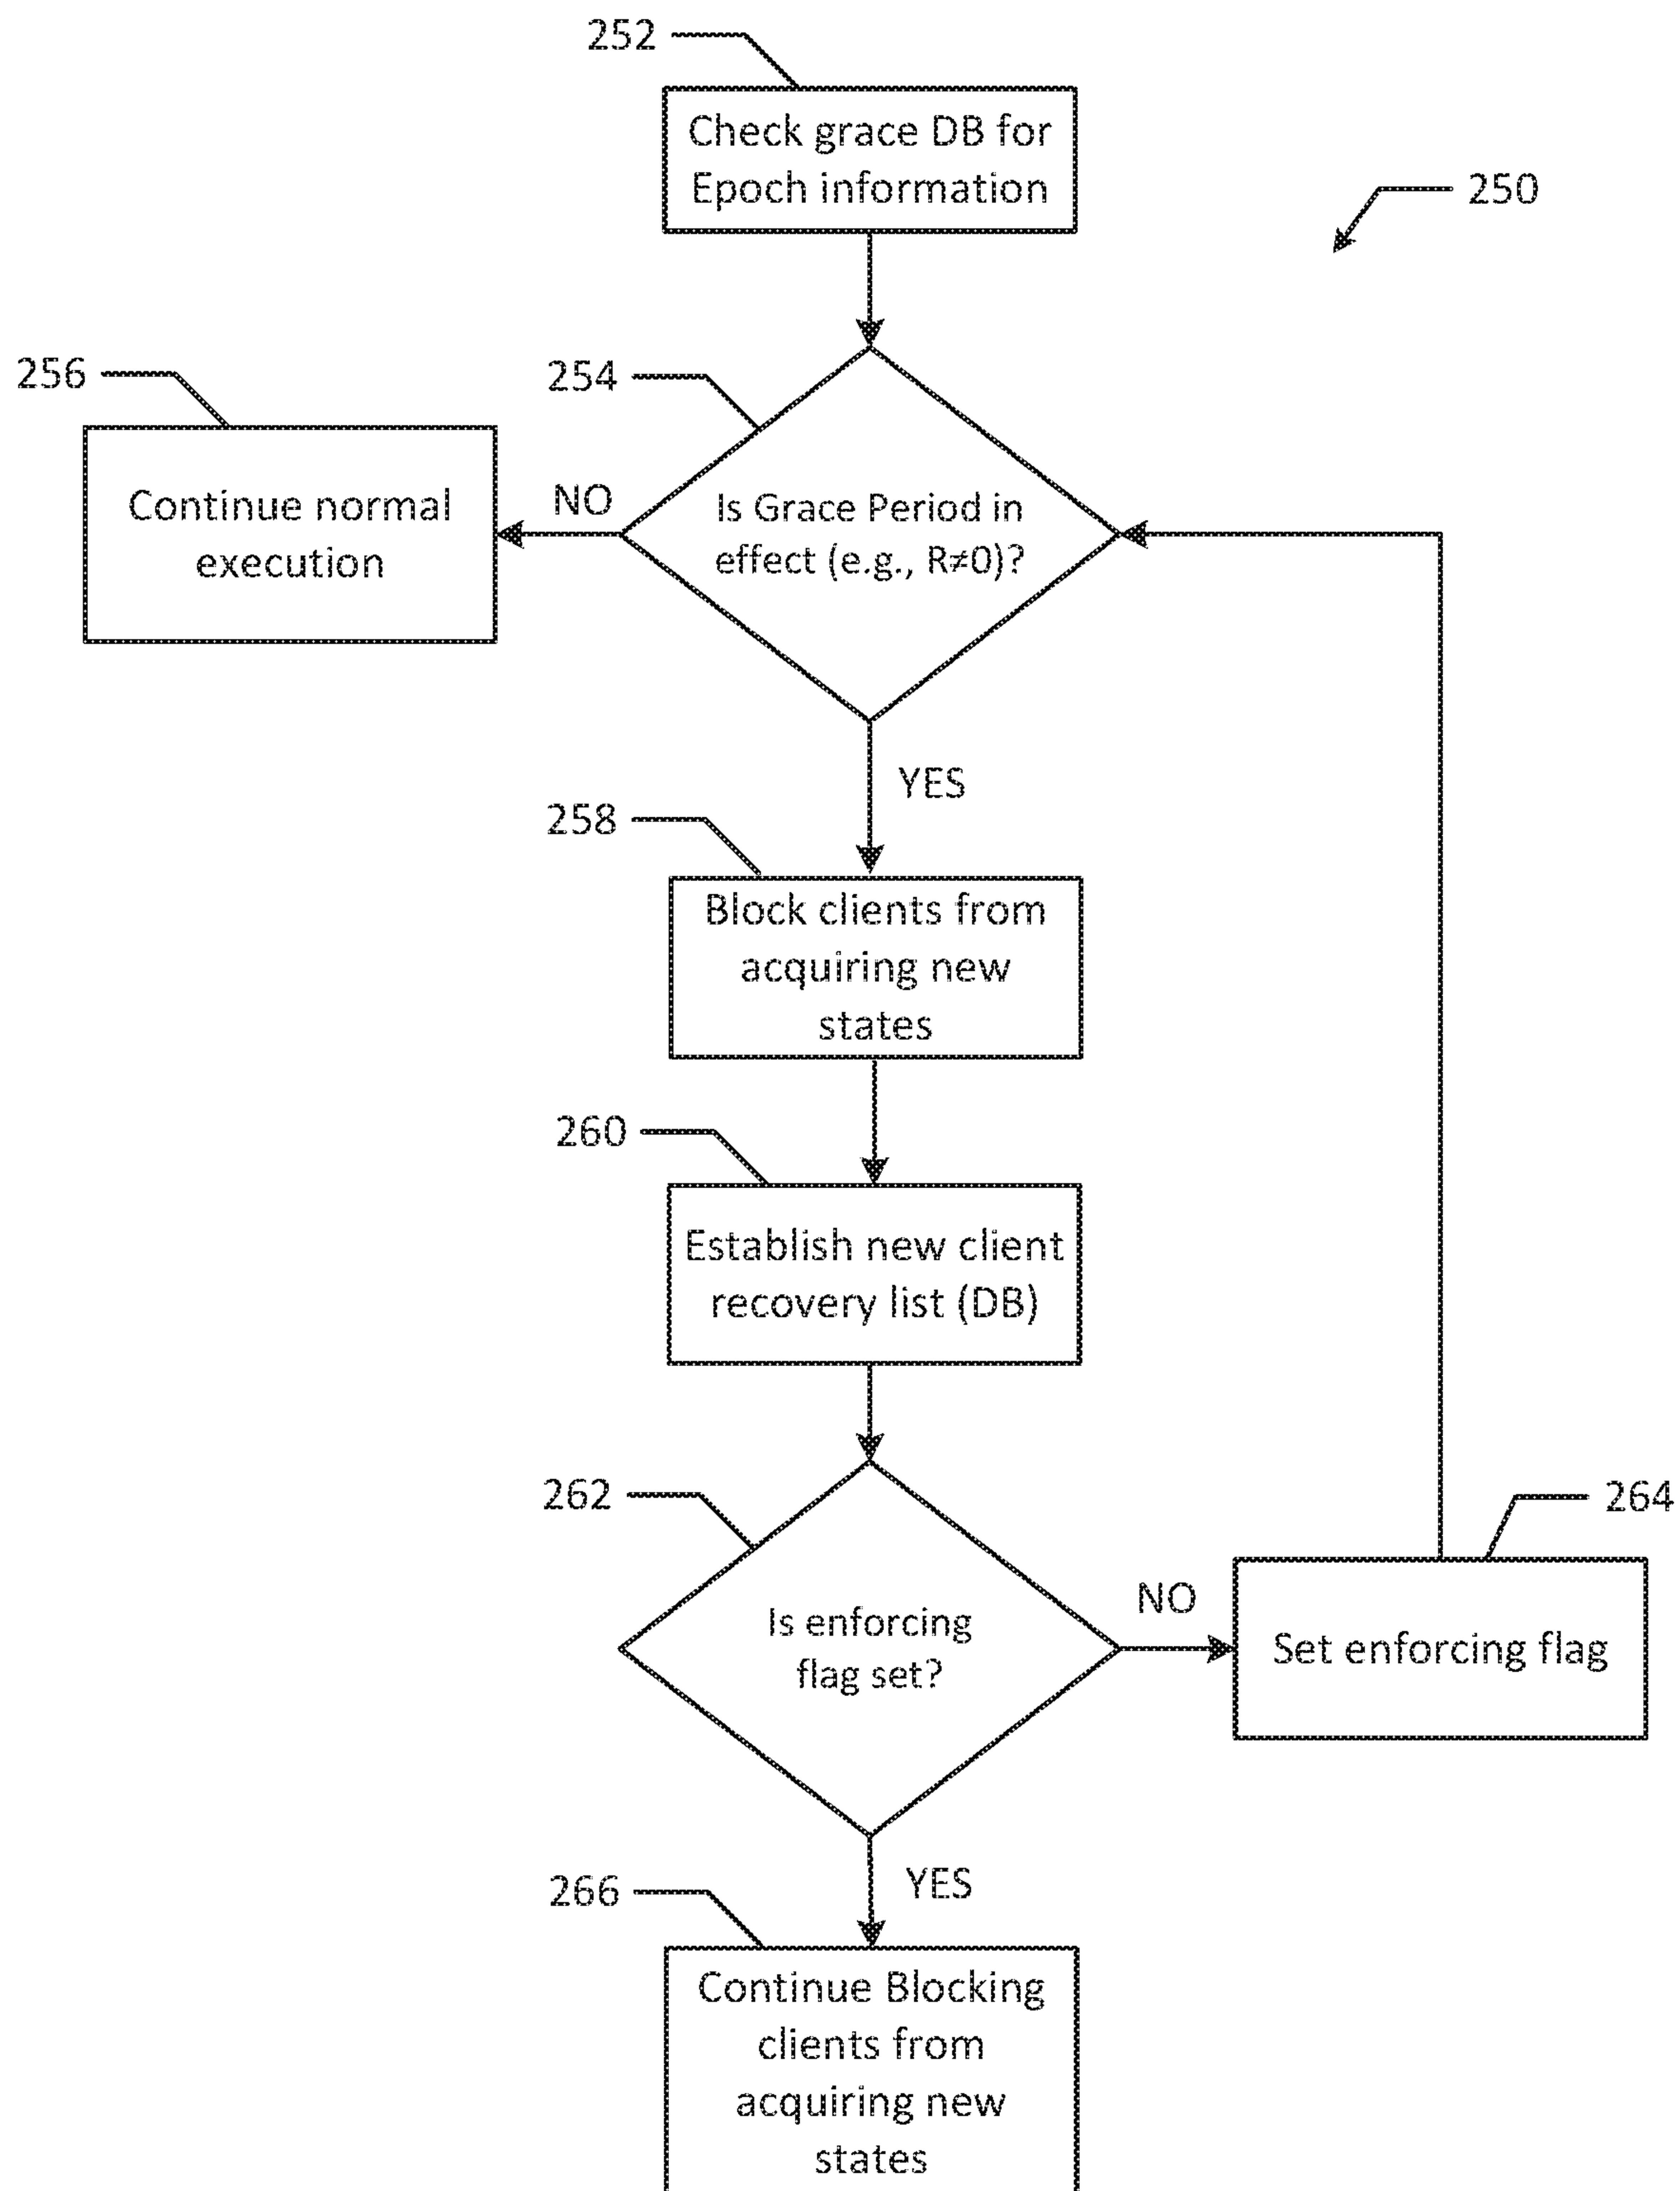 252
Check grace DB for
Epoch information
250
256
254
Continue normal
execution
NO
Is Grace Period in
effect (e.g., R≠0)?
YES
258
Block clients from
acquiring new
states
260
Establish new client
recovery list (DB)
262
264
Is enforcing
flag set?
NO
Set enforcing flag
YES
266
Continue Blocking
clients from
acquiring new
states